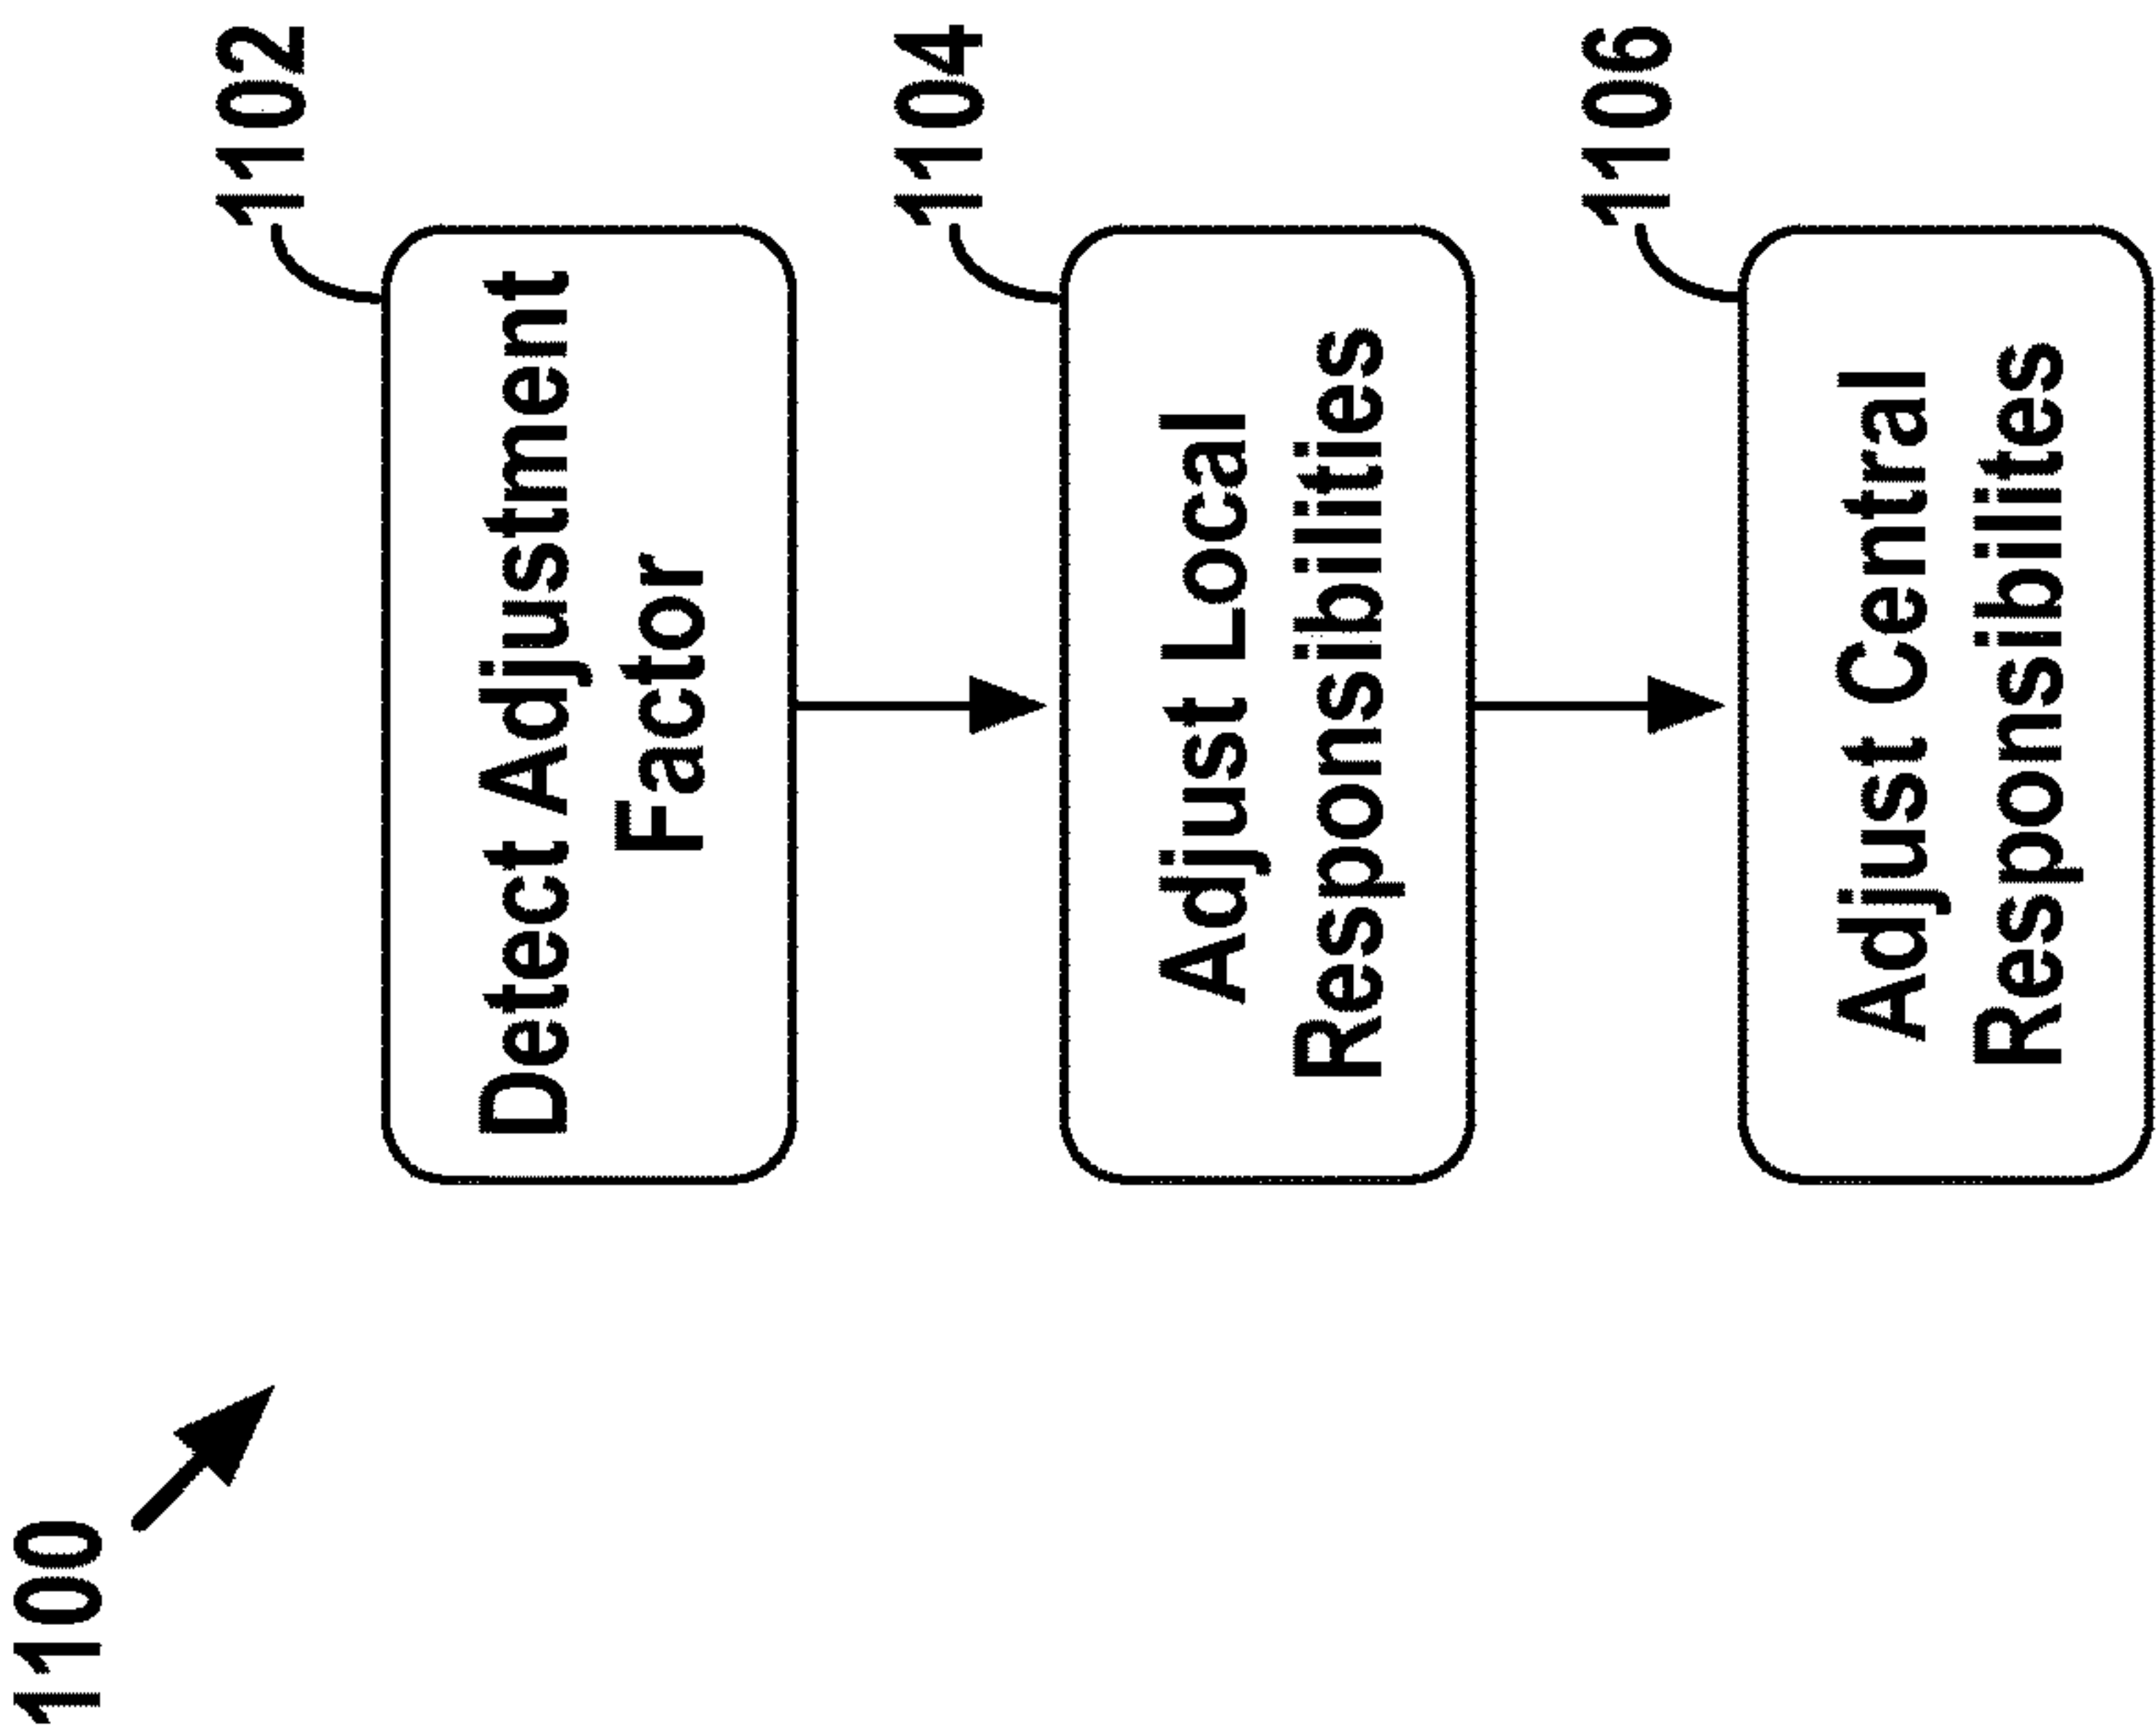 1100
1102
Detect Adjustment
Factor
1104
Adjust Local
Responsibilities
1106
Adjust Central
Responsibilites